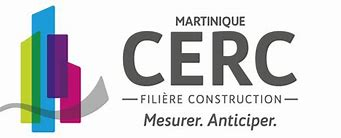 MARTINIQUE
CERC
FILIÈRE CONSTRUCTION
Mesurer. Anticiper.